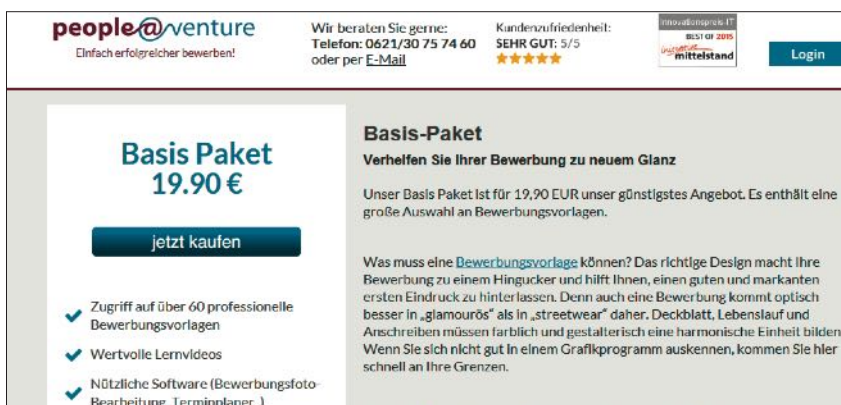 people@venture
Einfach erfolgreicher bewerben!
Wir beraten Sie gerne:
Telefon: 0621/30 75 74 60
oder per E-Mail
Kundenzufriedenheit:
SEHR GUT: 5/5
Innovationspreis-IT
BEST OF 2015
initiative
mittelstand
Login
Basis Paket
19.90 €
jetzt kaufen
Zugriff auf über 60 professionelle
Bewerbungsvorlagen
Wertvolle Lernvideos
Nützliche Software (Bewerbungsfoto-
Bearbeitung, Terminplaner..)
Basis-Paket
Verhelfen Sie Ihrer Bewerbung zu neuem Glanz
Unser Basis Paket ist für 19,90 EUR unser günstigstes Angebot. Es enthält eine
große Auswahl an Bewerbungsvorlagen.
Was muss eine Bewerbungsvorlage können? Das richtige Design macht Ihre
Bewerbung zu einem Hingucker und hilft Ihnen, einen guten und markanten
ersten Eindruck zu hinterlassen. Denn auch eine Bewerbung kommt optisch
besser in „glamourös“ als in „streetwear“ daher. Deckblatt, Lebenslauf und
Anschreiben müssen farblich und gestalterisch eine harmonische Einheit bilden
Wenn Sie sich nicht gut in einem Grafikprogramm auskennen, kommen Sie hier
schnell an Ihre Grenzen.